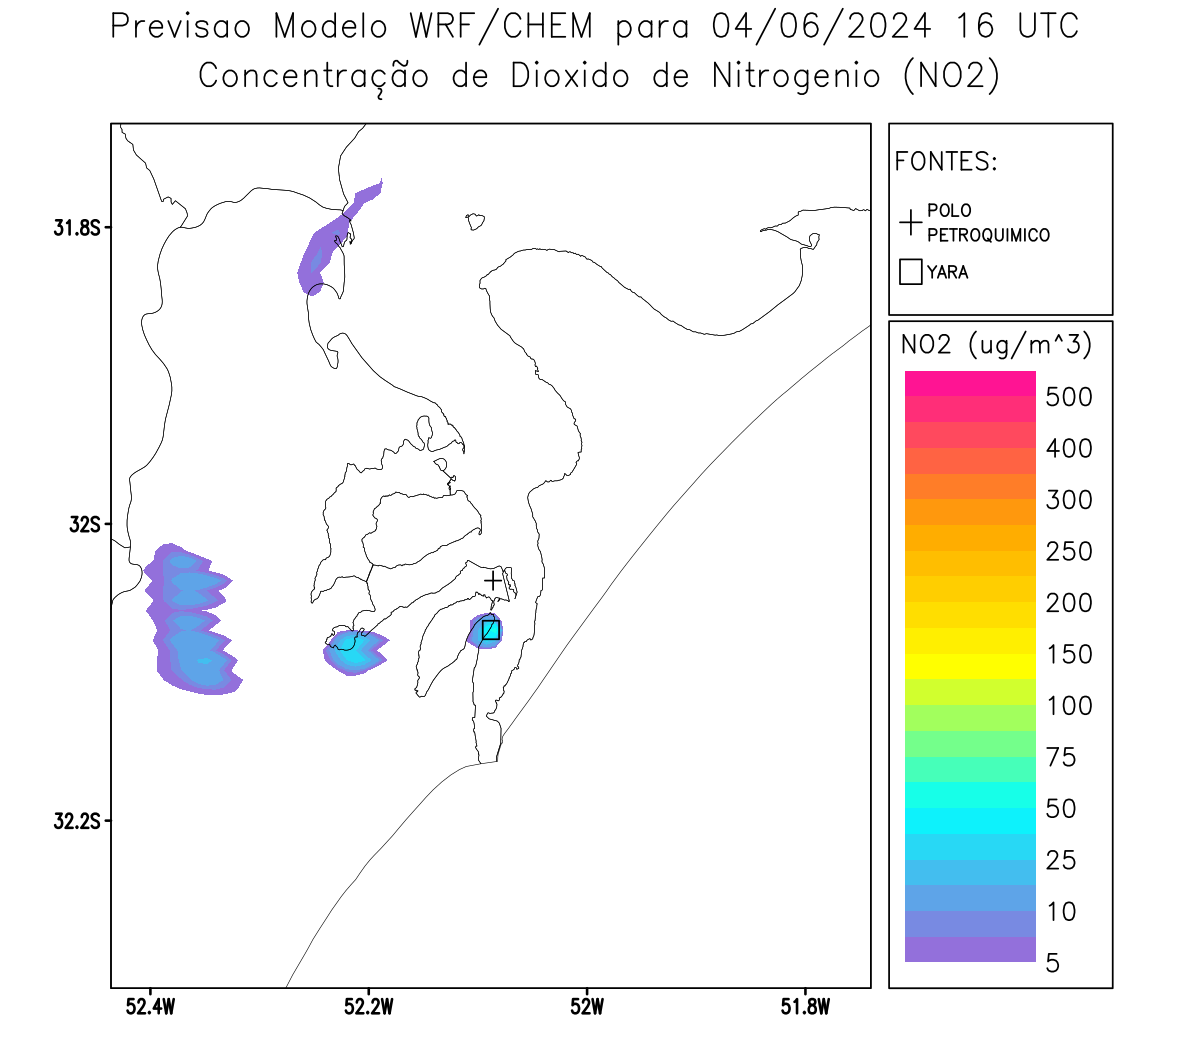 Previsao Modelo WRF/CHEM para 04/06/2024 16 UTC
Concentração de Dioxido de Nitrogenio (NO2)
FONTES:
POLO
PETROQUIMICO
YARA
NO2 (ug/m^3)
500
400
300
250
200
150
100
75
50
25
10
5
31.8S
32S
32.2S
52.4W
52.2W
52W
51.8W